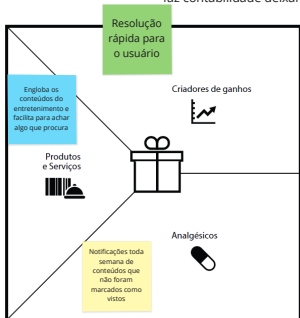 faz contabilidade deixar
Resolução
rápida para
o usuário
Engloba os
conteúdos do
entretenimento e
facilita para achar
algo que procura
Criadores de ganhos
Produtos
e Serviços
Analgésicos
Notificações toda
semana de
conteúdos que
não foram
marcados como
vistos